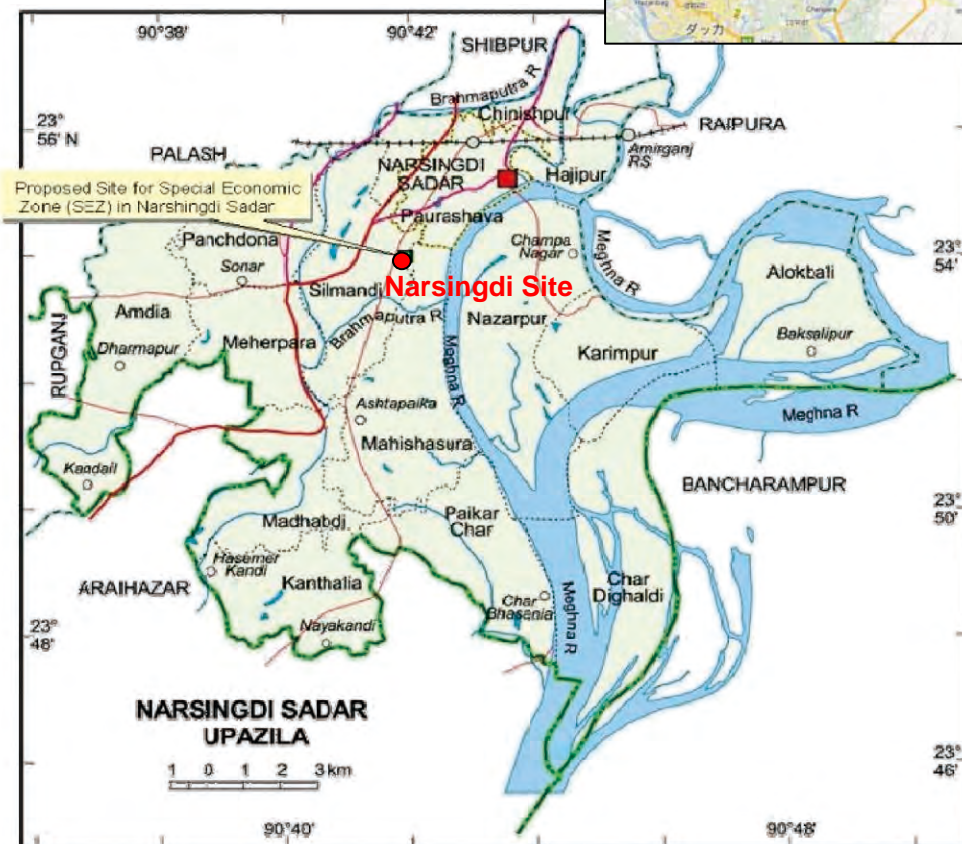 ダッカ
90°38'
90°42'
SHIBPUR
Brahmaputra R
Chinishpur
23°
56' N
RAIPURA
Amirganj
RS
PALASH
NARSINGDI
SADAR
Hajipur
Proposed Site for Special Economic
Zone (SEZ) in Narshingdi Sadar
Paurashava
Panchdona
Champa
Nagar
Meghna R
23°
54'
Sonar
Alokbali
Silmandi
Narsingdi Site
Amdia
Brahmaputra R
Nazarpur
Meherpara
Baksalipur
RUPGANJ
Dharmapur
Meghna R
Karimpur
Ashtapaika
Meghna R
Mahishasura
Kandail
BANCHARAMPUR
23°
50'
Paikar
Char
Madhabdi
Hasemer
Kandi
ARAIHAZAR
Kanthalia
Char
Dighaldi
Char
Bhasania
Meghna R
Nayakandi
23°
48'
NARSINGDI SADAR
UPAZILA
1 0 1 2 3 km
23°
46'
90°40'
90°48'